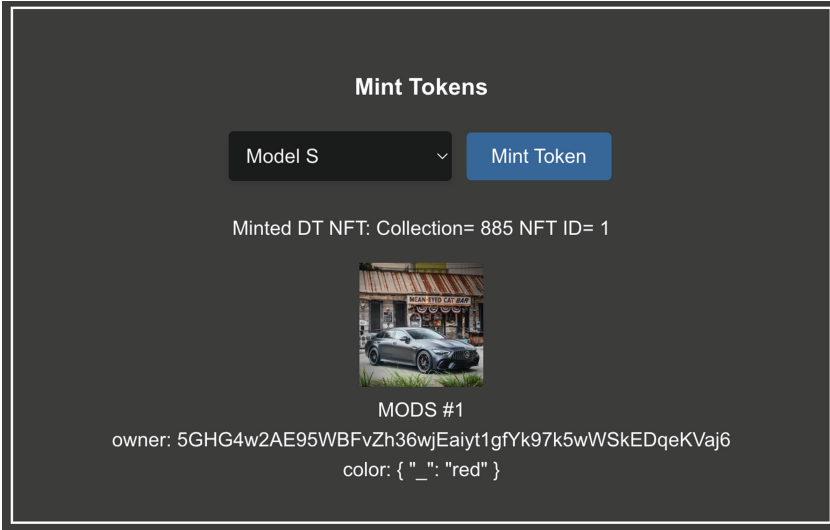 Mint Tokens
Model S
Mint Token
Minted DT NFT: Collection= 885 NFT ID= 1
MEAN-EYED CAT BAR
MODS #1
owner: 5GHG4w2AE95WBFvZh36wjEaiyt1gfYk97k5wWSkEDqeKVaj6
color: { "_": "red" }